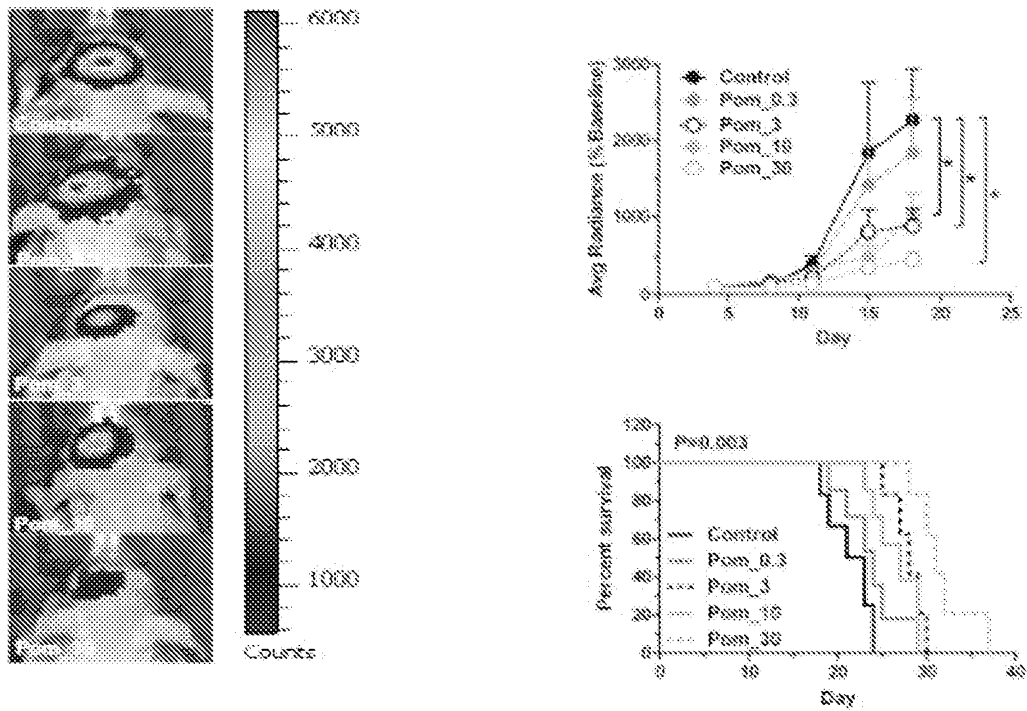 6000
5000
4000
3000
2000
1000
Counts
Avg Radiance [% Baseline]
3000
2000
1000
0
Control
Pom_0.3
Pom_3
Pom_10
Pom_30
*
*
*
0 5 10 15 20 25
Day
Percent survival
120
100
80
60
40
20
0
P=0.003
Control
Pom_0.3
Pom_3
Pom_10
Pom_30
0 10 20 30 40
Day